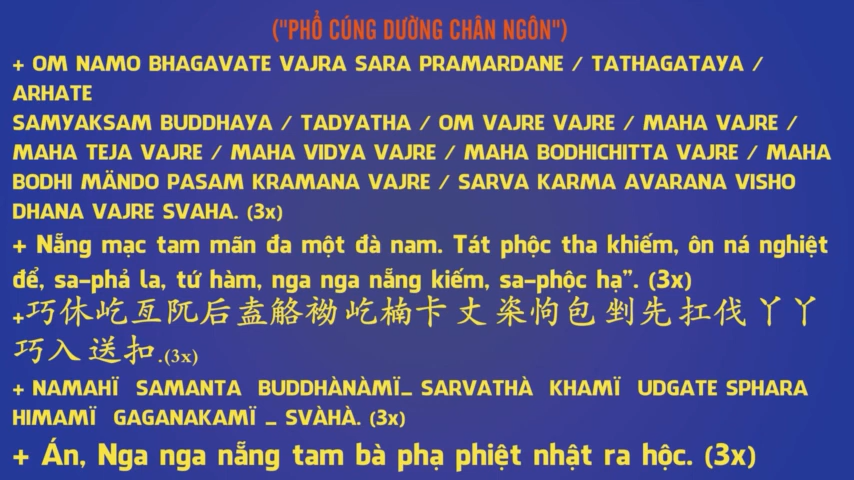 ("PHỔ CÚNG DƯỜNG CHÂN NGÔN")
+ OM NAMO BHAGAVATE VAJRA SARA PRAMARDANE / TATHAGATAYA /
ARHATE
SAMYAKSAM BUDDHAYA / TADYATHA / OM VAJRE VAJRE / MAHA VAJRE /
MAHA TEJA VAJRE / MAHA VIDYA VAJRE / MAHA BODHICHITTA VAJRE / MAHA
BODHI MÄNDO PASAM KRAMANA VAJRE / SARVA KARMA AVARANA VISHO
DHANA VAJRE SVAHA. (3x)
+ Nẵng mạc tam mãn đa một đà nam. Tát phộc tha khiếm, ôn ná nghiệt
để, sa-phả la, tứ hàm, nga nga nẵng kiếm, sa-phộc hạ”. (3x)
+巧休屹亙阢后盍觡袎屹楠卡丈 栥怐包 剉先扛伐丫丫
巧入送扣.(3x)
+ NAMAHÏ SAMANTA BUDDHÀNÀMÏ_ SARVATHÀ KHAMÏ UDGATE SPHARA
HIMAMÏ GAGANAKAMÏ _ SVÀHÀ. (3x)
+ Án, Nga nga nẵng tam bà phạ phiệt nhật ra hộc. (3x)